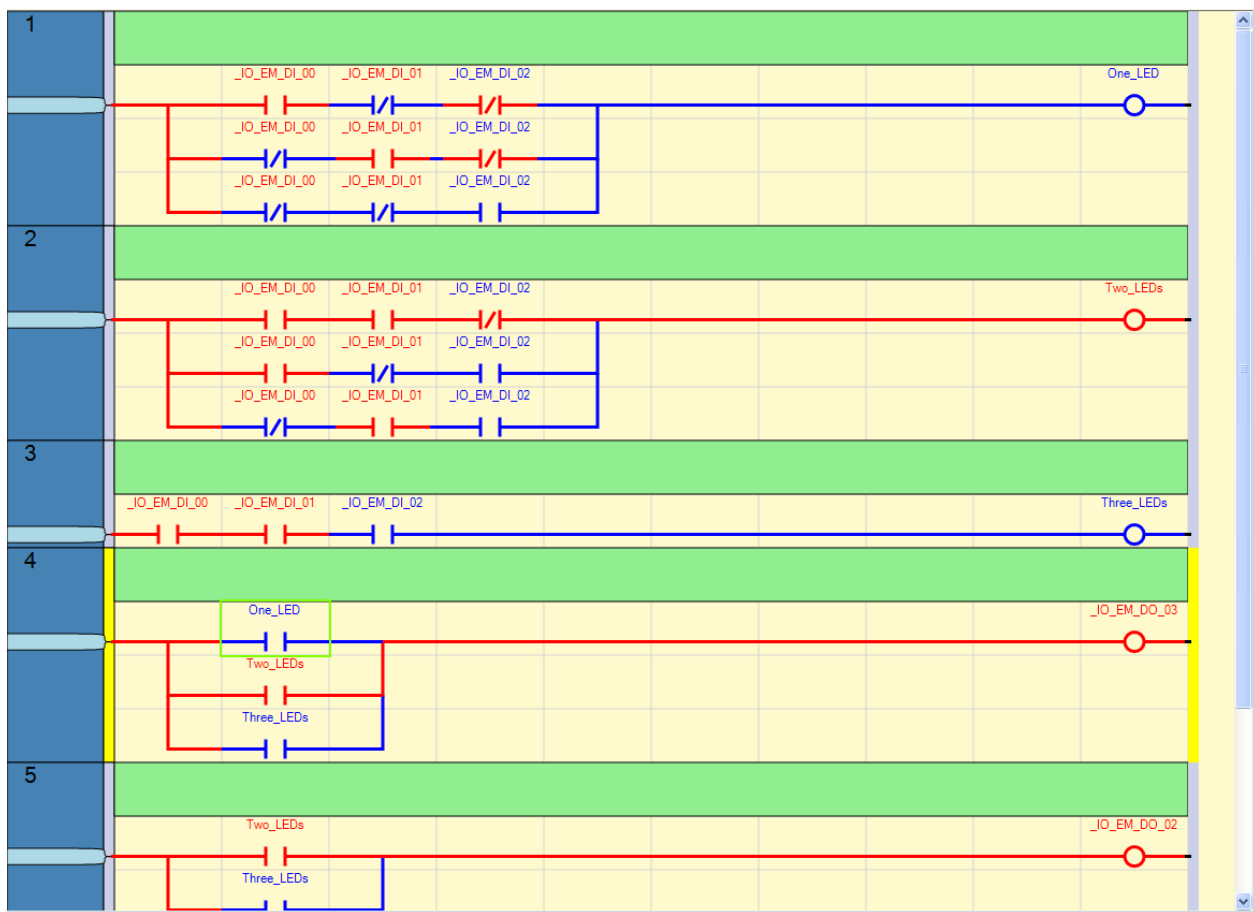 1
_IO_EM_DI_00 _IO_EM_DI_01 _IO_EM_DI_02 One_LED
_IO_EM_DI_00 _IO_EM_DI_01 _IO_EM_DI_02
_IO_EM_DI_00 _IO_EM_DI_01 _IO_EM_DI_02
2
_IO_EM_DI_00 _IO_EM_DI_01 _IO_EM_DI_02 Two_LEDs
_IO_EM_DI_00 _IO_EM_DI_01 _IO_EM_DI_02
_IO_EM_DI_00 _IO_EM_DI_01 _IO_EM_DI_02
3
_IO_EM_DI_00 _IO_EM_DI_01 _IO_EM_DI_02 Three_LEDs
4
One_LED _IO_EM_DO_03
Two_LEDs
Three_LEDs
5
Two_LEDs _IO_EM_DO_02
Three_LEDs